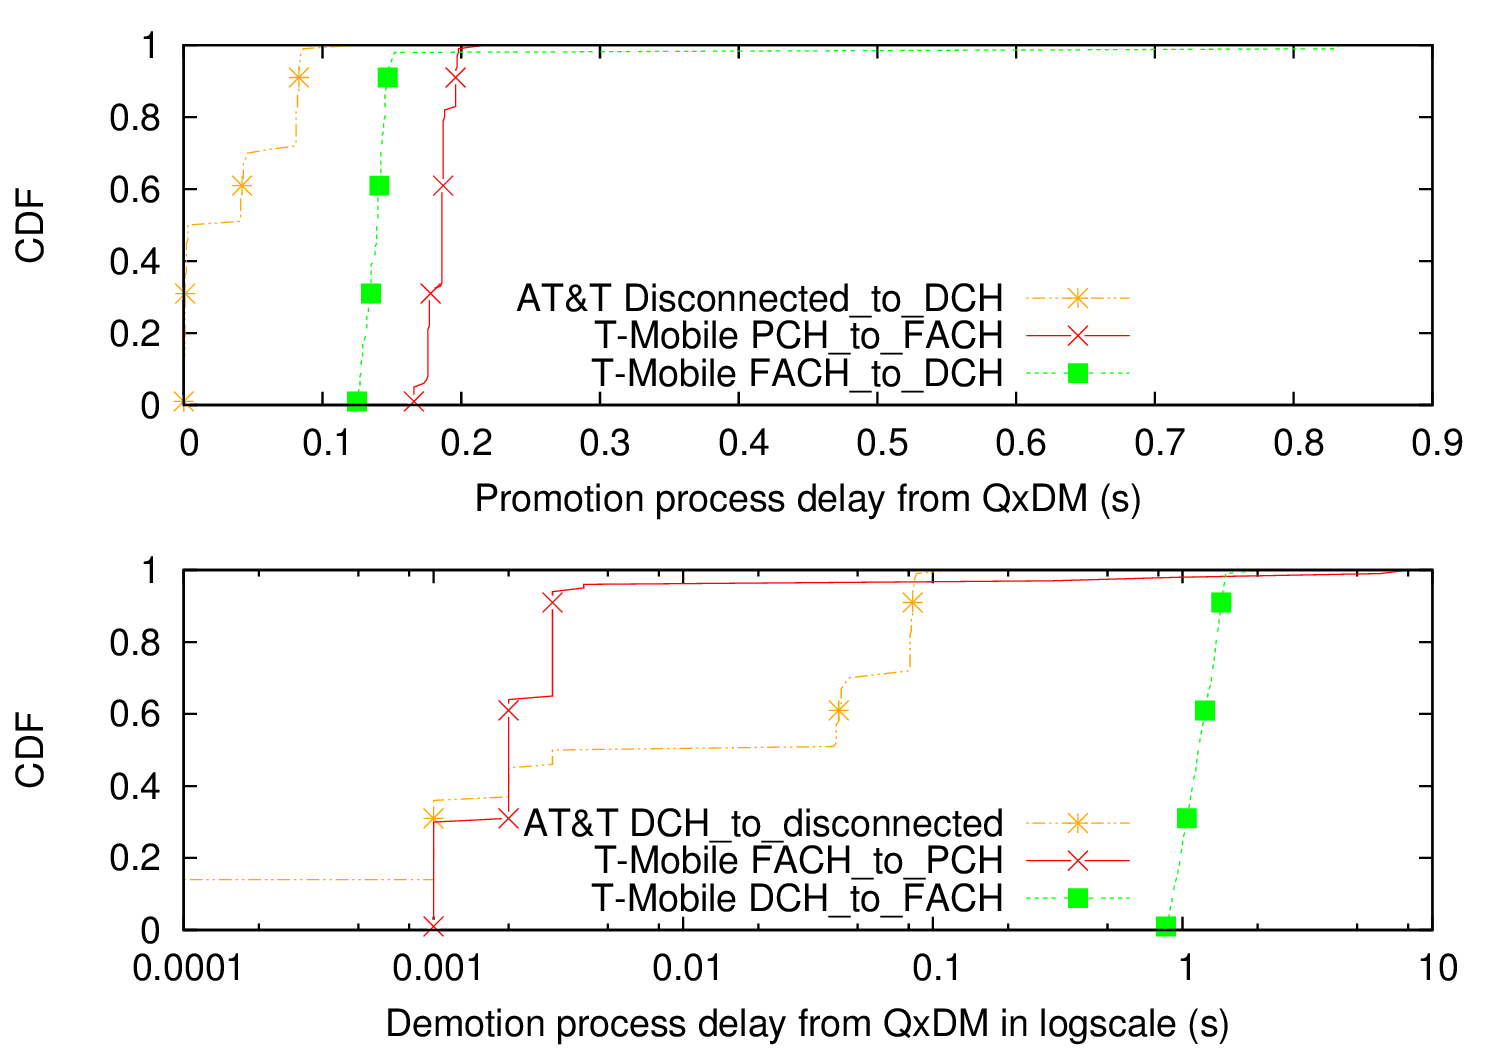 1
0.8
0.6
0.4
0.2
0
CDF
AT&T Disconnected_to_DCH
T-Mobile PCH_to_FACH
T-Mobile FACH_to_DCH
0 0.1 0.2 0.3 0.4 0.5 0.6 0.7 0.8 0.9
Promotion process delay from QxDM (s)
1
0.8
0.6
0.4
0.2
0
CDF
AT&T DCH_to_disconnected
T-Mobile FACH_to_PCH
T-Mobile DCH_to_FACH
0.0001 0.001 0.01 0.1 1 10
Demotion process delay from QxDM in logscale (s)